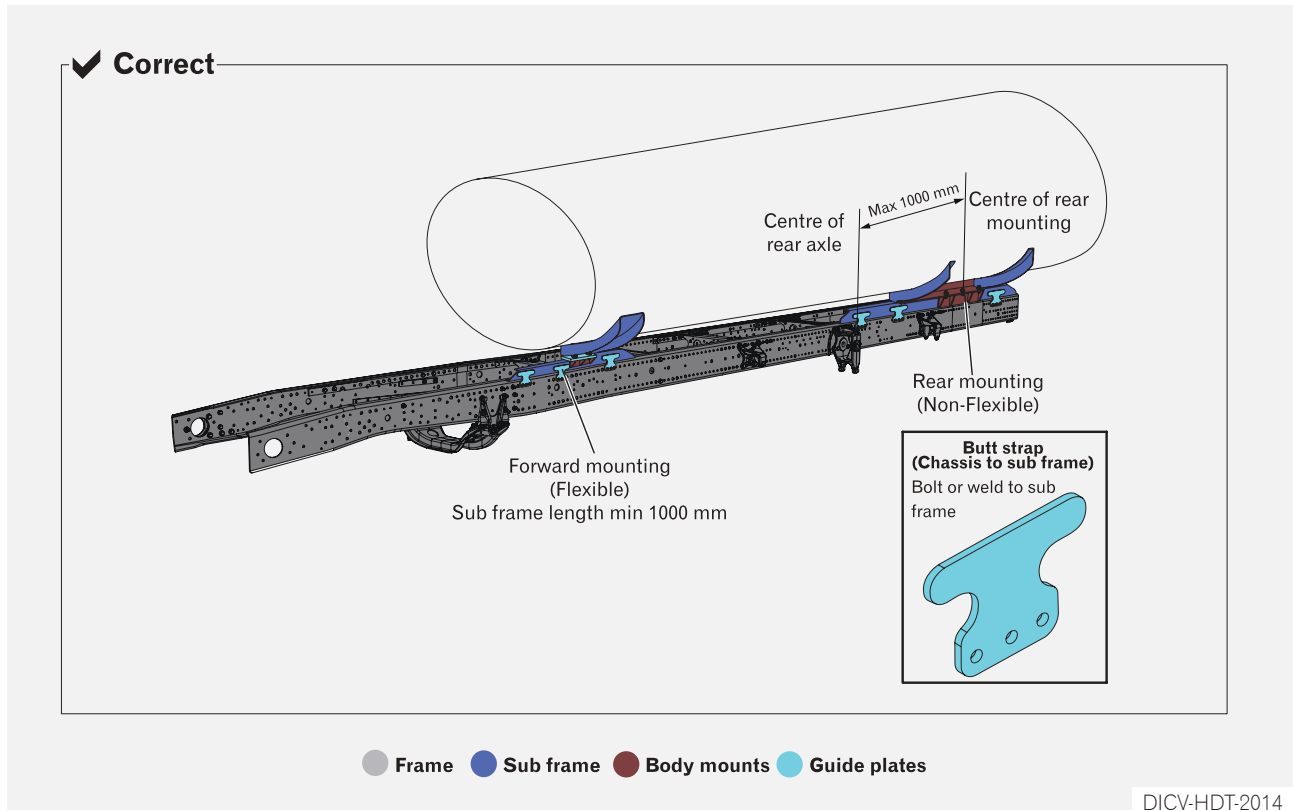 Correct
Max 1000 mm
Centre of
rear axle
Centre of rear
mounting
Rear mounting
(Non-Flexible)
Forward mounting
(Flexible)
Sub frame length min 1000 mm
Butt strap
(Chassis to sub frame)
Bolt or weld to sub
frame
Frame
Sub frame
Body mounts
Guide plates
DICV-HDT-2014